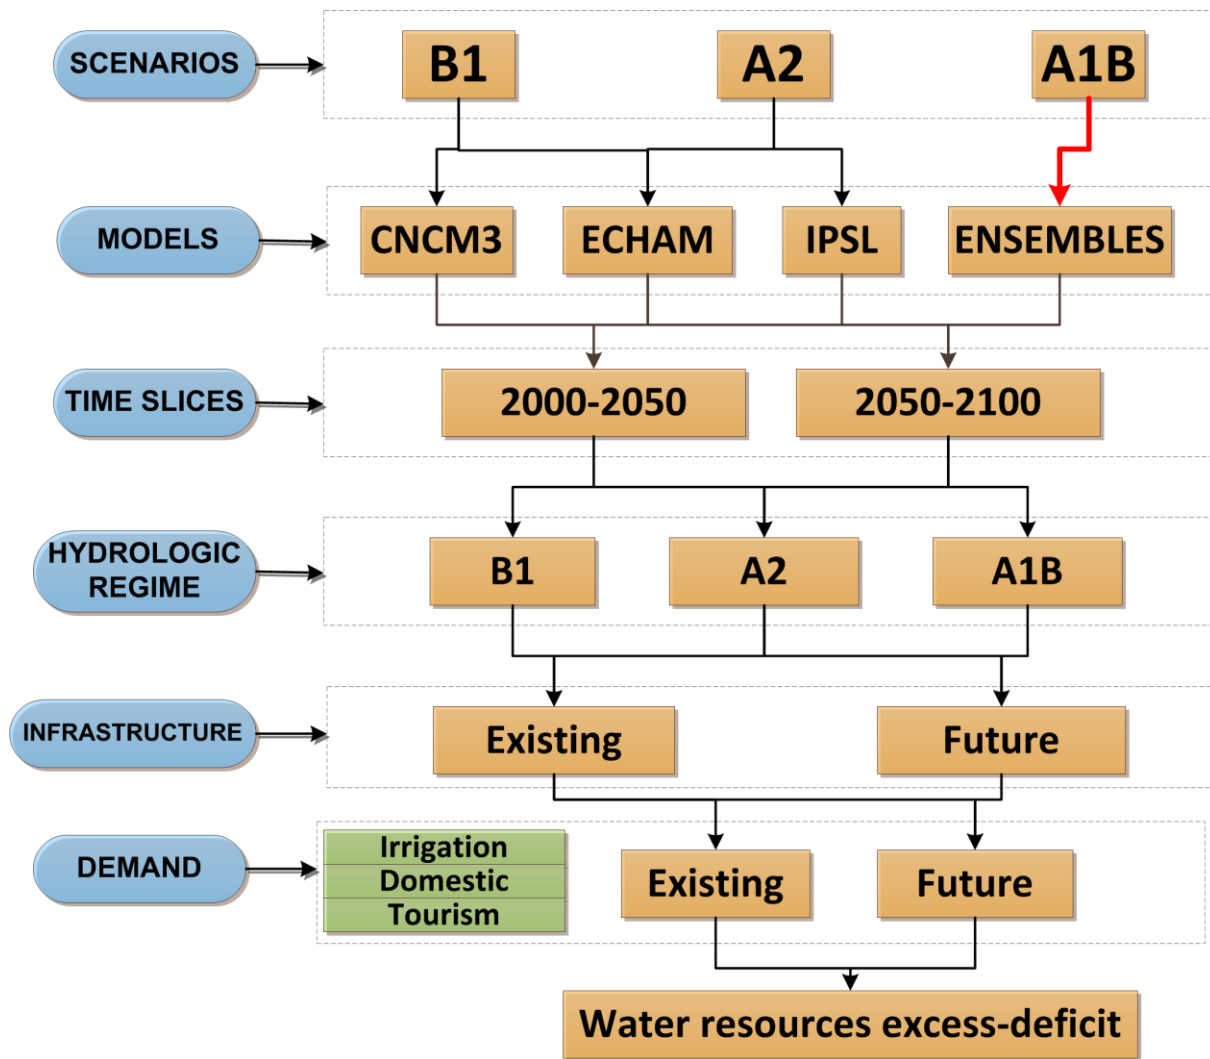 SCENARIOS
B1
A2
A1B
MODELS
CNCM3
ECHAM
IPSL
ENSEMBLES
TIME SLICES
2000-2050
2050-2100
HYDROLOGIC
REGIME
B1
A2
A1B
INFRASTRUCTURE
Existing
Future
DEMAND
Irrigation
Domestic
Tourism
Existing
Future
Water resources excess-deficit